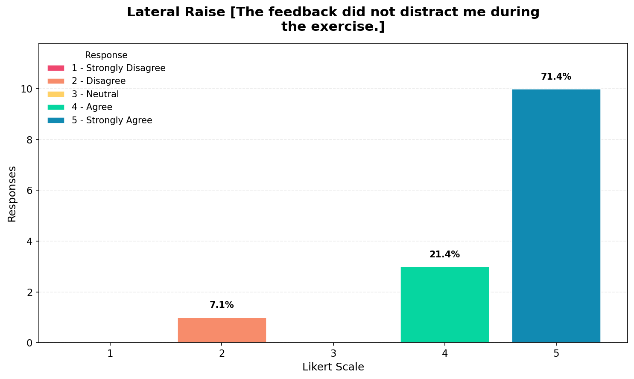 Lateral Raise [The feedback did not distract me during
the exercise.]
Response
1 - Strongly Disagree
2 - Disagree
3 - Neutral
4 - Agree
5 - Strongly Agree
71.4%
21.4%
7.1%
Responses
10
8
6
4
2
0
1 2 3 4 5
Likert Scale